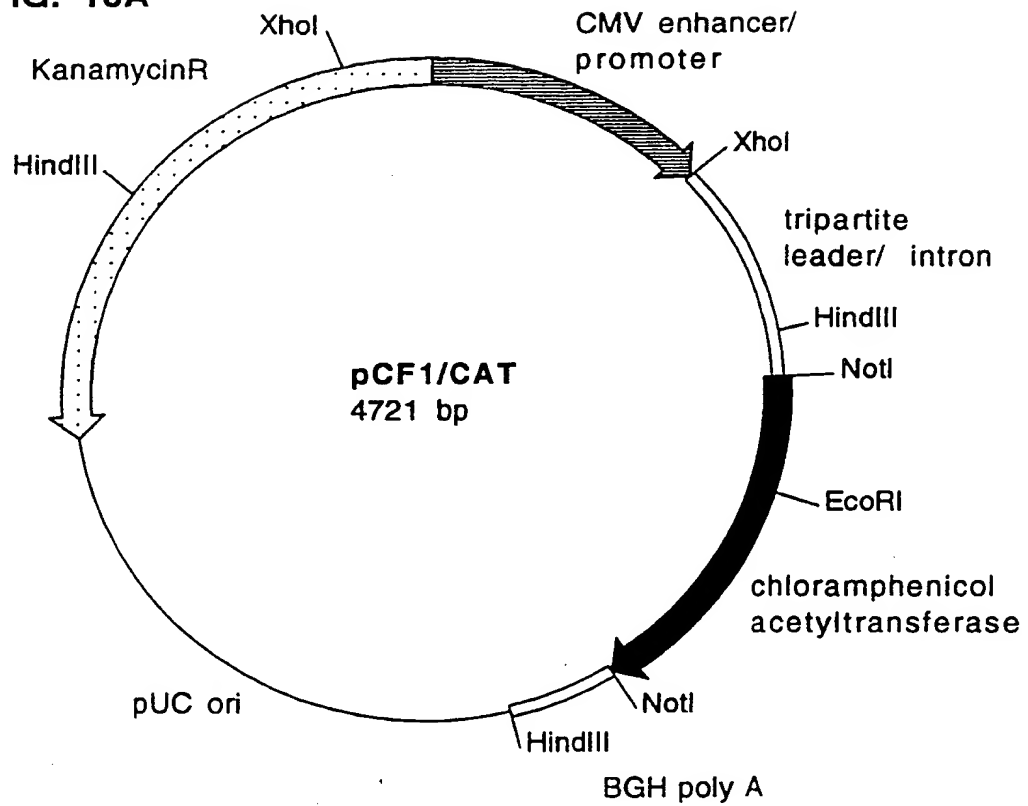 XhoI
CMV enhancer/
promoter
KanamycinR
HindIII
XhoI
tripartite
leader/ intron
HindIII
NotI
pCF1/CAT
4721 bp
EcoRI
chloramphenicol
acetyltransferase
pUC ori
NotI
HindIII
BGH poly A